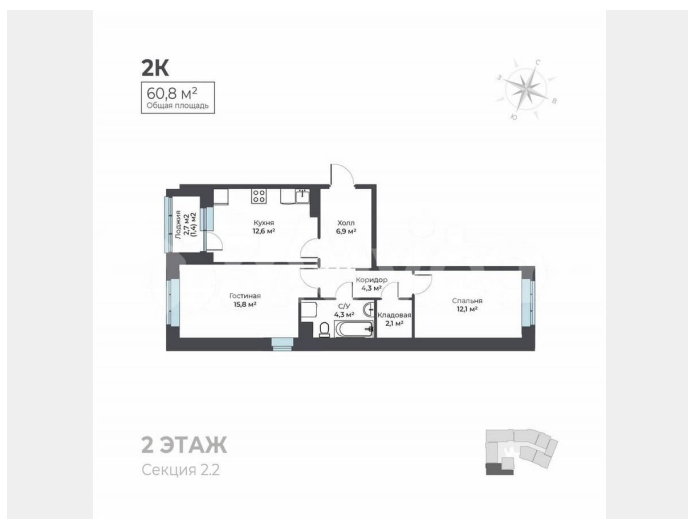 2К
60,8 м²
Общая площадь
С
З
В
Ю
Лоджия
2,7 м2
(1,4) м2
Кухня
12,6 м²
Холл
6,9 м²
Коридор
4,3 м²
Гостиная
15,8 м²
С/У
4,3 м²
Кладовая
2,1 м²
Спальня
12,1 м²
2 ЭТАЖ
Секция 2.2